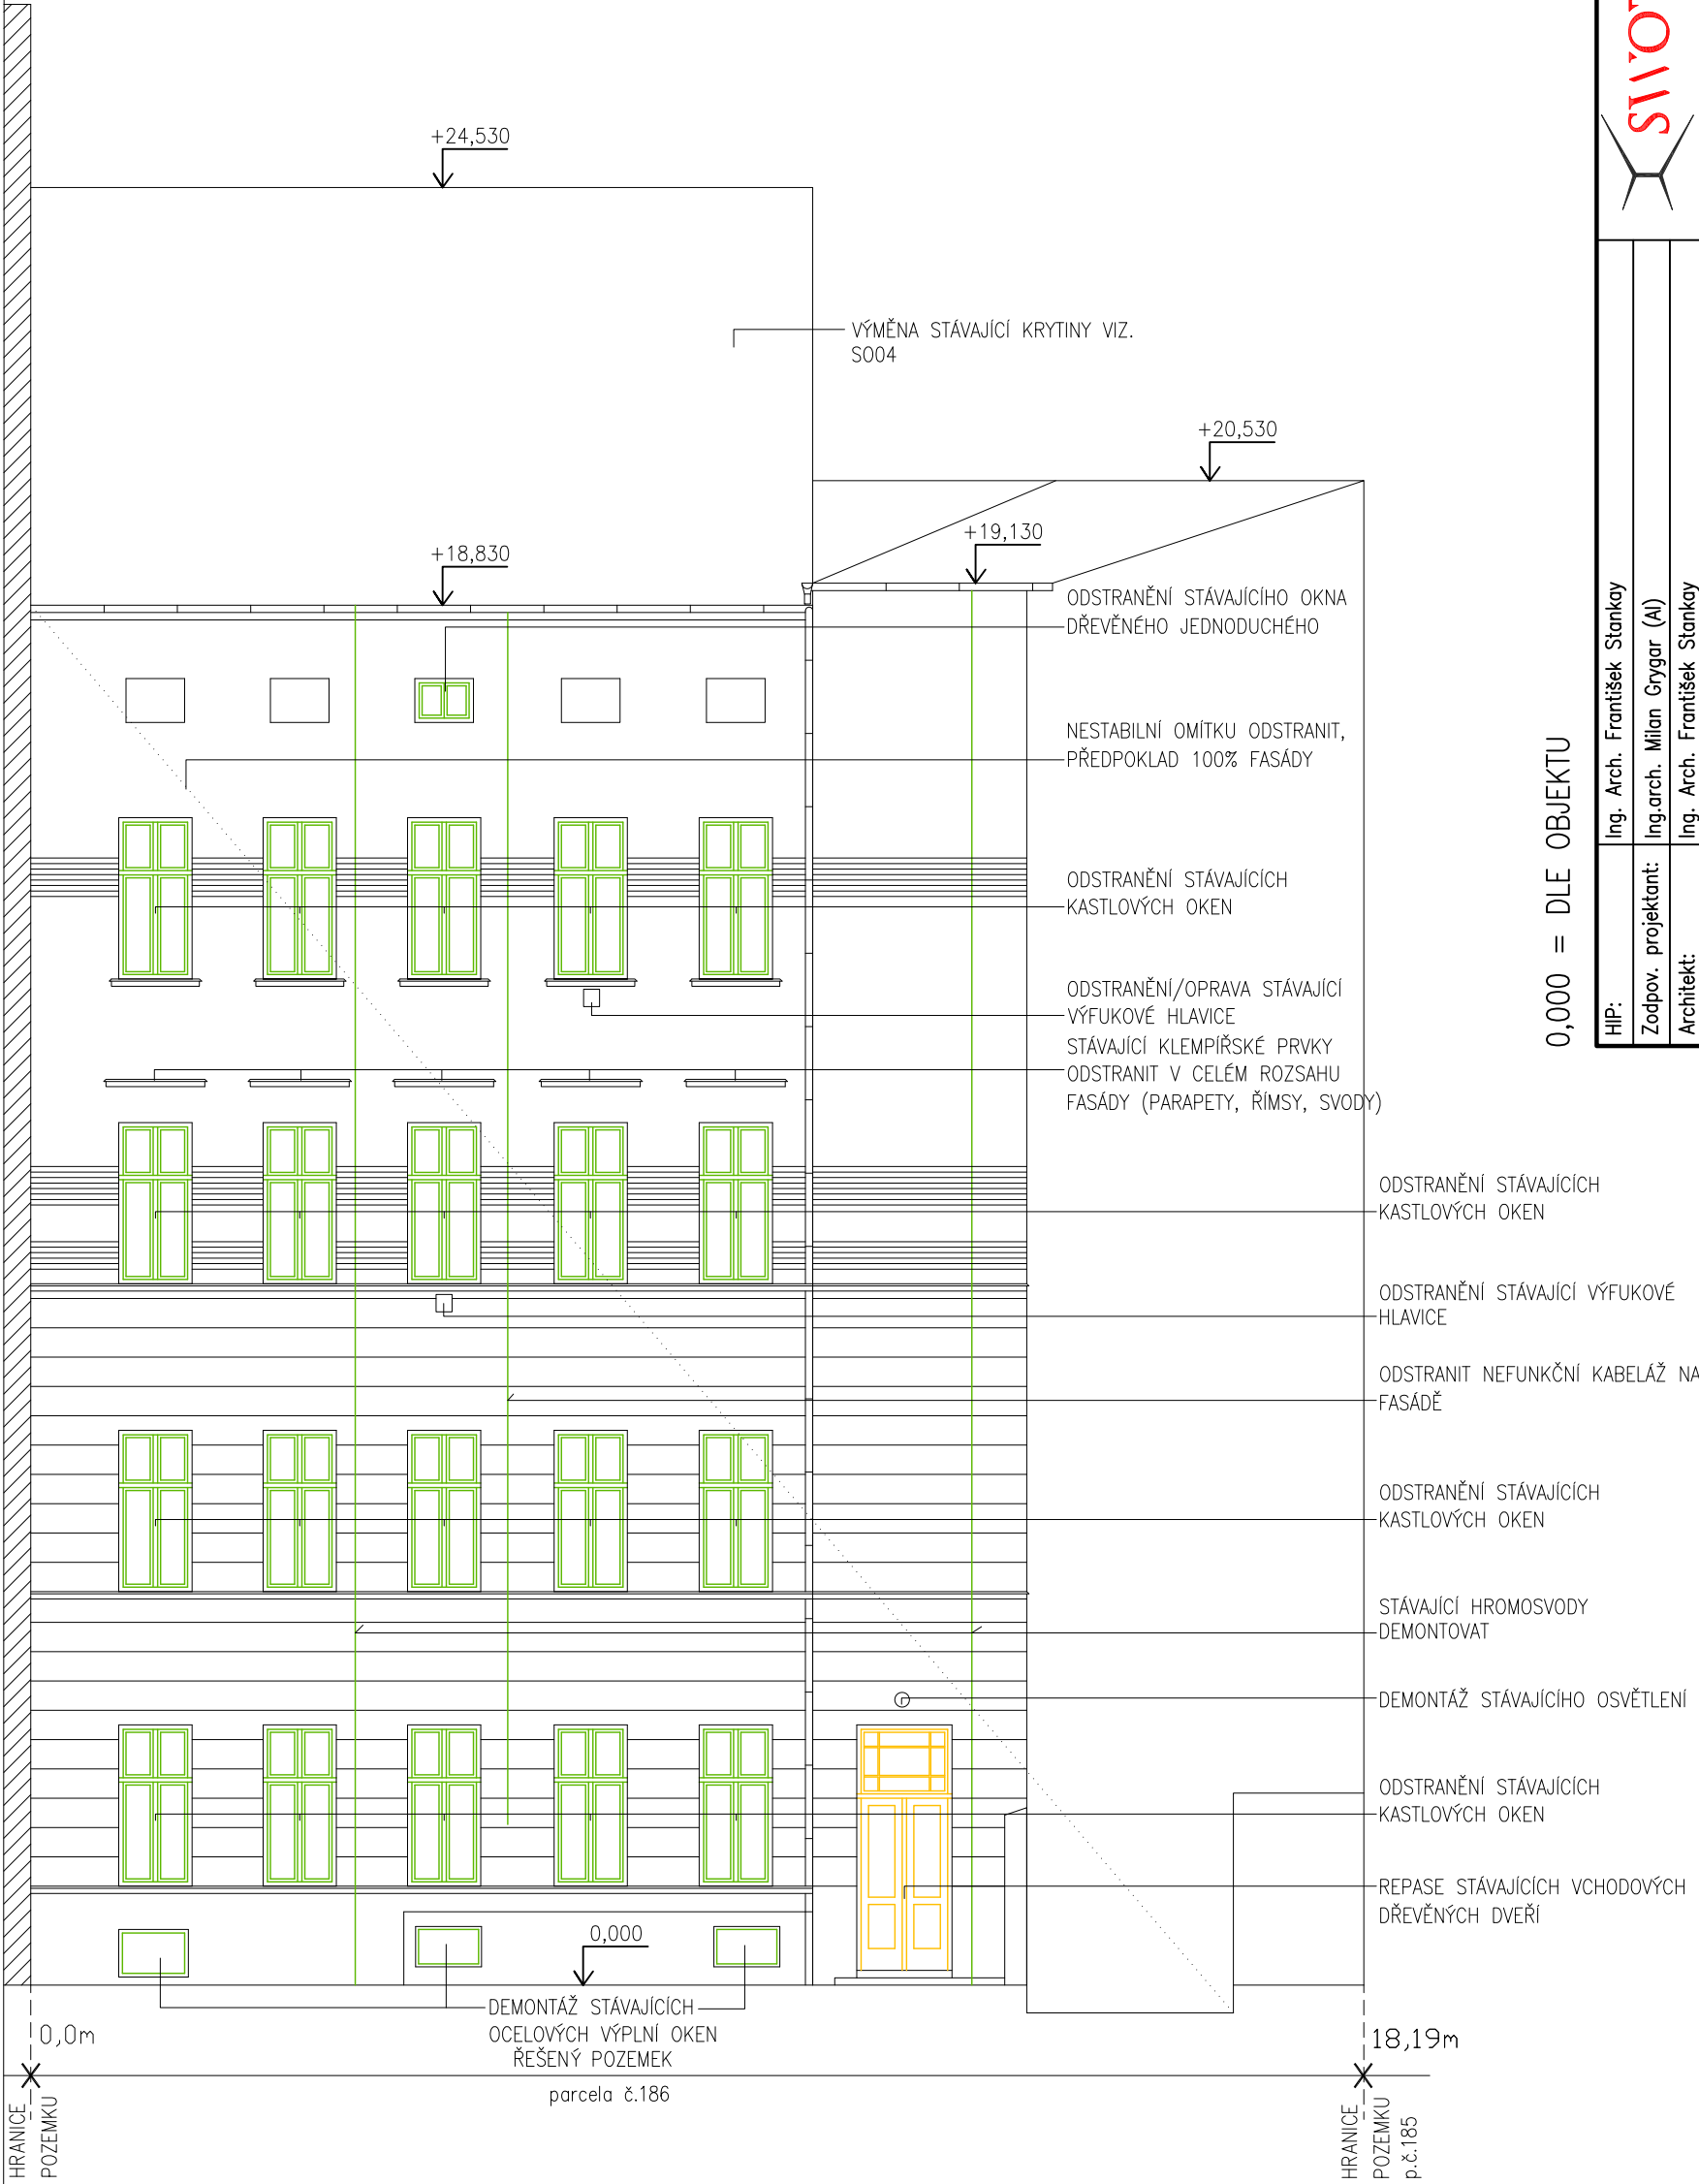 +24,530
VÝMĚNA STÁVAJÍCÍ KRYTINY VIZ.
SO04
+20,530
+19,130
+18,830
ODSTRANĚNÍ STÁVAJÍCÍHO OKNA
DŘEVĚNÉHO JEDNODUCHÉHO
NESTABILNÍ OMÍTKU ODSTRANIT,
PŘEDPOKLAD 100% FASÁDY
ODSTRANĚNÍ STÁVAJÍCÍCH
KASTLOVÝCH OKEN
ODSTRANĚNÍ/OPRAVA STÁVAJÍCÍ
VÝFUKOVÉ HLAVICE
STÁVAJÍCÍ KLEMPÍŘSKÉ PRVKY
ODSTRANIT V CELÉM ROZSAHU
FASÁDY (PARAPETY, ŘÍMSY, SVODY)
ODSTRANĚNÍ STÁVAJÍCÍCH
KASTLOVÝCH OKEN
ODSTRANĚNÍ STÁVAJÍCÍ VÝFUKOVÉ
HLAVICE
ODSTRANIT NEFUNKČNÍ KABELÁŽ NA
FASÁDĚ
ODSTRANĚNÍ STÁVAJÍCÍCH
KASTLOVÝCH OKEN
STÁVAJÍCÍ HROMOSVODY
DEMONTOVAT
DEMONTÁŽ STÁVAJÍCÍHO OSVĚTLENÍ
ODSTRANĚNÍ STÁVAJÍCÍCH
KASTLOVÝCH OKEN
REPASE STÁVAJÍCÍCH VCHODOVÝCH
DŘEVĚNÝCH DVEŘÍ
0,000
DEMONTÁŽ STÁVAJÍCÍCH
OCELOVÝCH VÝPLNÍ OKEN
ŘEŠENÝ POZEMEK
parcela č.186
0,0m
18,19m
HRANICE
POZEMKU
HRANICE
POZEMKU
p.č.185
0,000 = DLE OBJEKTU
HIP: Ing. Arch. František Stankay
Zodpov. projektant: Ing.arch. Milan Grygar (AI)
Architekt: Ing. Arch. František Stankay